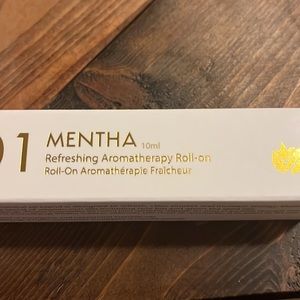 01 MENTHA 10ml
Refreshing Aromatherapy Roll-on
Roll-On Aromathérapie Fraîcheur